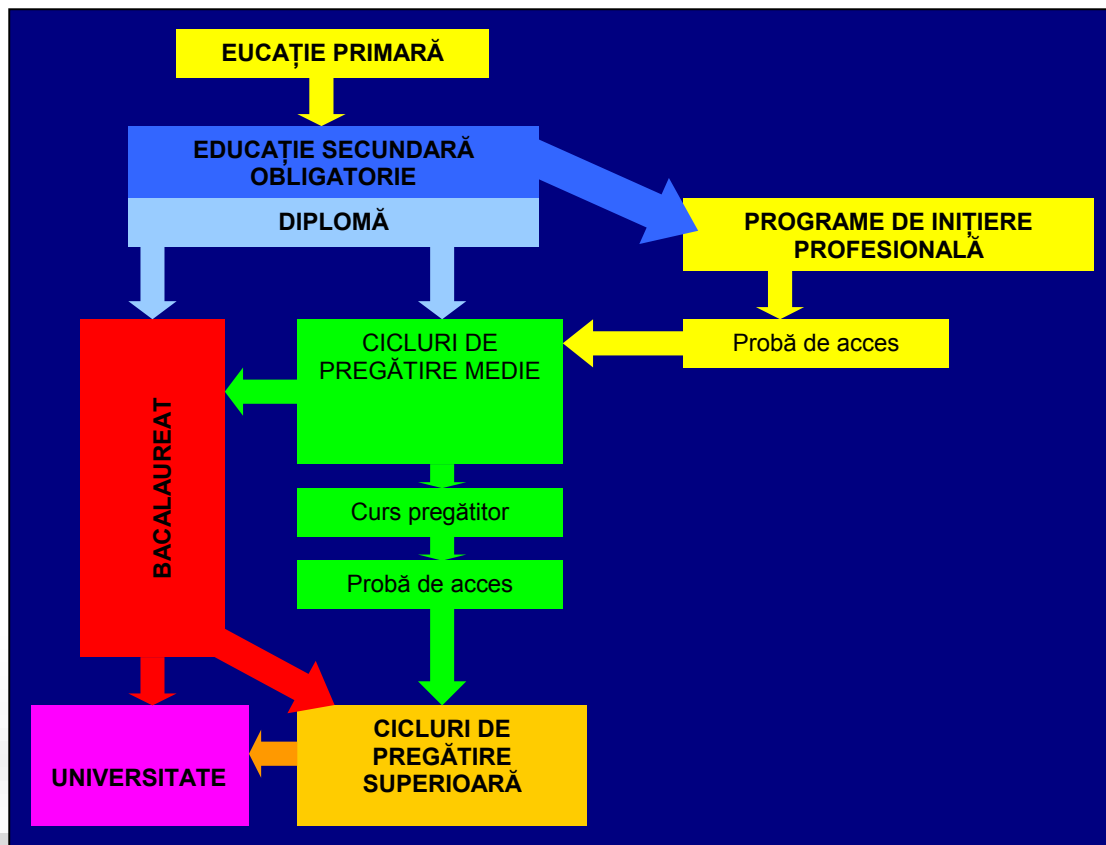 EUCAȚIE PRIMARĂ
EDUCAȚIE SECUNDARĂ
OBLIGATORIE
DIPLOMĂ
PROGRAME DE INIȚIERE
PROFESIONALĂ
CICLURI DE
PREGĂTIRE MEDIE
Probă de acces
BACALAUREAT
Curs pregătitor
Probă de acces
UNIVERSITATE
CICLURI DE
PREGĂTIRE
SUPERIOARĂ